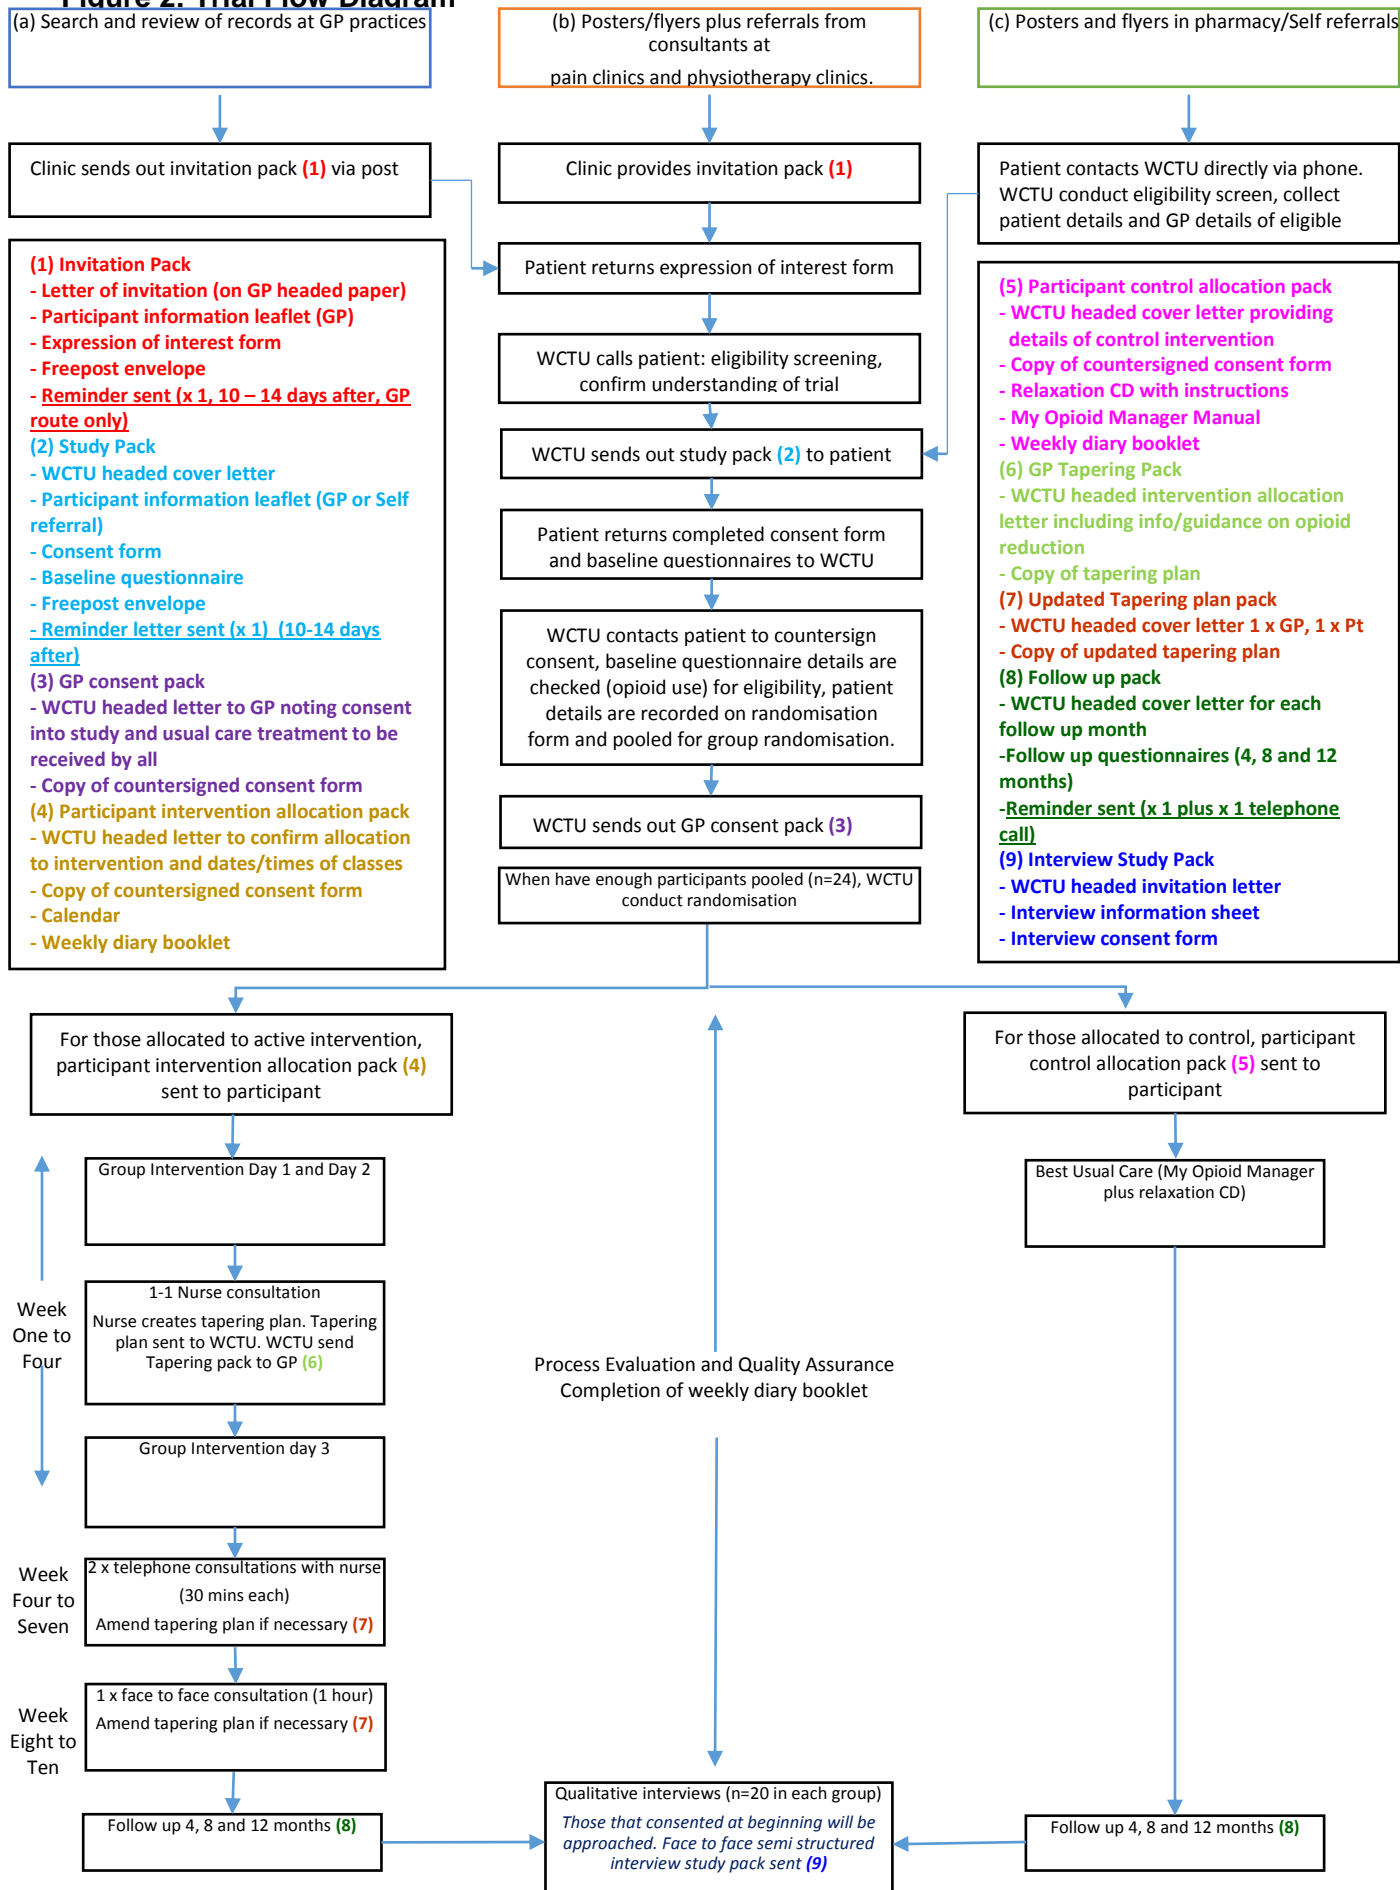 Figure 2. Trial Flow Diagram
(a) Search and review of records at GP practices
(b) Posters/flyers plus referrals from
consultants at
pain clinics and physiotherapy clinics.
(c) Posters and flyers in pharmacy/Self referrals
Clinic sends out invitation pack (1) via post
Clinic provides invitation pack (1)
Patient contacts WCTU directly via phone.
WCTU conduct eligibility screen, collect
patient details and GP details of eligible
Patient returns expression of interest form
WCTU calls patient: eligibility screening,
confirm understanding of trial
WCTU sends out study pack (2) to patient
Patient returns completed consent form
and baseline questionnaires to WCTU
WCTU contacts patient to countersign
consent, baseline questionnaire details are
checked (opioid use) for eligibility, patient
details are recorded on randomisation
form and pooled for group randomisation.
WCTU sends out GP consent pack (3)
When have enough participants pooled (n=24), WCTU
conduct randomisation
(1) Invitation Pack
- Letter of invitation (on GP headed paper)
- Participant information leaflet (GP)
- Expression of interest form
- Freepost envelope
- Reminder sent (x 1, 10 – 14 days after, GP
route only)
(2) Study Pack
- WCTU headed cover letter
- Participant information leaflet (GP or Self
referral)
- Consent form
- Baseline questionnaire
- Freepost envelope
- Reminder letter sent (x 1) (10-14 days
after)
(3) GP consent pack
- WCTU headed letter to GP noting consent
into study and usual care treatment to be
received by all
- Copy of countersigned consent form
(4) Participant intervention allocation pack
- WCTU headed letter to confirm allocation
to intervention and dates/times of classes
- Copy of countersigned consent form
- Calendar
- Weekly diary booklet
(5) Participant control allocation pack
- WCTU headed cover letter providing
details of control intervention
- Copy of countersigned consent form
- Relaxation CD with instructions
- My Opioid Manager Manual
- Weekly diary booklet
(6) GP Tapering Pack
- WCTU headed intervention allocation
letter including info/guidance on opioid
reduction
- Copy of tapering plan
(7) Updated Tapering plan pack
- WCTU headed cover letter 1 x GP, 1 x Pt
- Copy of updated tapering plan
(8) Follow up pack
- WCTU headed cover letter for each
follow up month
-Follow up questionnaires (4, 8 and 12
months)
-Reminder sent (x 1 plus x 1 telephone
call)
(9) Interview Study Pack
- WCTU headed invitation letter
- Interview information sheet
- Interview consent form
For those allocated to active intervention,
participant intervention allocation pack (4)
sent to participant
For those allocated to control, participant
control allocation pack (5) sent to
participant
Group Intervention Day 1 and Day 2
Best Usual Care (My Opioid Manager
plus relaxation CD)
Week
One to
Four
1-1 Nurse consultation
Nurse creates tapering plan. Tapering
plan sent to WCTU. WCTU send
Tapering pack to GP (6)
Process Evaluation and Quality Assurance
Completion of weekly diary booklet
Group Intervention day 3
Week
Four to
Seven
2 x telephone consultations with nurse
(30 mins each)
Amend tapering plan if necessary (7)
Week
Eight to
Ten
1 x face to face consultation (1 hour)
Amend tapering plan if necessary (7)
Follow up 4, 8 and 12 months (8)
Qualitative interviews (n=20 in each group)
Those that consented at beginning will be
approached. Face to face semi structured
interview study pack sent (9)
Follow up 4, 8 and 12 months (8)